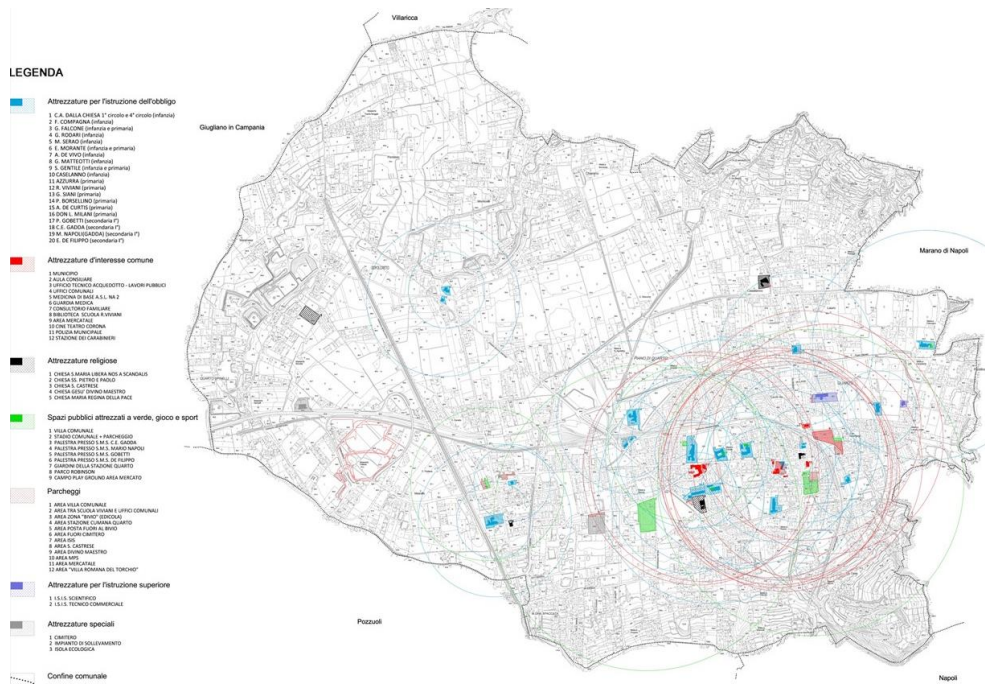 Villaricca
LEGENDA
Attrezzature per l'istruzione dell'obbligo
1 C.A. DALLA CHIESA 1° circolo e 4° circolo (infanzia)
2 F. COMPAGNA (infanzia)
3 G. FALCONE (infanzia e primaria)
4 G. RODARI (infanzia)
5 M. SERAO (infanzia)
6 E. MORANTE (infanzia e primaria)
7 A. DE VIVO (infanzia)
8 G. MATTEOTTI (infanzia)
9 S. GENTILE (infanzia e primaria)
10 CASELANNO (infanzia)
11 AZZURRA (primaria)
12 R. VIVIANI (primaria)
13 G. SIANI (primaria)
14 P. BORSELLINO (primaria)
15 A. DE CURTIS (primaria)
16 DON L. MILANI (primaria)
17 P. GOBETTI (secondaria I°)
18 C.E. GADDA (secondaria I°)
19 M. NAPOLI(GADDA) (secondaria I°)
20 E. DE FILIPPO (secondaria I°)
Giugliano in Campania
Marano di Napoli
Attrezzature d'interesse comune
1 MUNICIPIO
2 AULA CONSILIARE
3 UFFICIO TECNICO ACQUEDOTTO - LAVORI PUBBLICI
4 UFFICI COMUNALI
5 MEDICINA DI BASE A.S.L. NA 2
6 GUARDIA MEDICA
7 CONSULTORIO FAMILIARE
8 BIBLIOTECA SCUOLA R.VIVIANI
9 AREA MERCATALE
10 CINE TEATRO CORONA
11 POLIZIA MUNICIPALE
12 STAZIONE DEI CARABINIERI
Attrezzature religiose
1 CHIESA S.MARIA LIBERA NOS A SCANDALIS
2 CHIESA SS. PIETRO E PAOLO
3 CHIESA S. CASTRESE
4 CHIESA GESU' DIVINO MAESTRO
5 CHIESA MARIA REGINA DELLA PACE
Spazi pubblici attrezzati a verde, gioco e sport
1 VILLA COMUNALE
2 STADIO COMUNALE + PARCHEGGIO
3 PALESTRA PRESSO S.M.S. C.E. GADDA
4 PALESTRA PRESSO S.M.S. MARIO NAPOLI
5 PALESTRA PRESSO S.M.S. GOBETTI
6 PALESTRA PRESSO S.M.S. DE FILIPPO
7 GIARDINI DELLA STAZIONE QUARTO
8 PARCO ROBINSON
9 CAMPO PLAY GROUND AREA MERCATO
Parcheggi
1 AREA VILLA COMUNALE
2 AREA TRA SCUOLA VIVIANI E UFFICI COMUNALI
3 AREA ZONA "BIVIO" (EDICOLA)
4 AREA STAZIONE CUMANA QUARTO
5 AREA POSTA FUORI AL BIVIO
6 AREA FUORI CIMITERO
7 AREA ISIS
8 AREA S. CASTRESE
9 AREA DIVINO MAESTRO
10 AREA MPS
11 AREA MERCATALE
12 AREA "VILLA ROMANA DEL TORCHIO"
Attrezzature per l'istruzione superiore
1 I.S.I.S. SCIENTIFICO
2 I.S.I.S. TECNICO COMMERCIALE
Attrezzature speciali
1 CIMITERO
2 IMPIANTO DI SOLLEVAMENTO
3 ISOLA ECOLOGICA
Pozzuoli
Confine comunale
Napoli